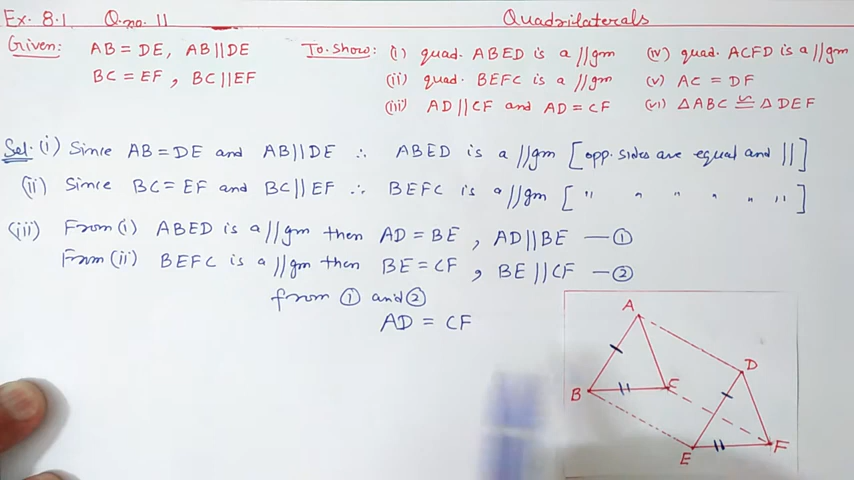 Ex. 8.1 Q.no. 11 Quadrilaterals
Given: AB = DE, AB || DE
BC = EF, BC || EF
To show: (i) quad. ABED is a //gm
(ii) quad. BEFC is a //gm
(iii) AD || CF and AD = CF
(iv) quad. ACFD is a //gm
(v) AC = DF
(vi) △ABC ≅ △DEF
Sol. (i) Since AB = DE and AB || DE ∴ ABED is a //gm [opp. sides are equal and ||]
(ii) Since BC = EF and BC || EF ∴ BEFC is a //gm [ " " " " " " ]
(iii) From (i) ABED is a //gm then AD = BE, AD || BE — ①
From (ii) BEFC is a //gm then BE = CF, BE || CF — ②
from ① and ②
AD = CF
A
D
B C
E F